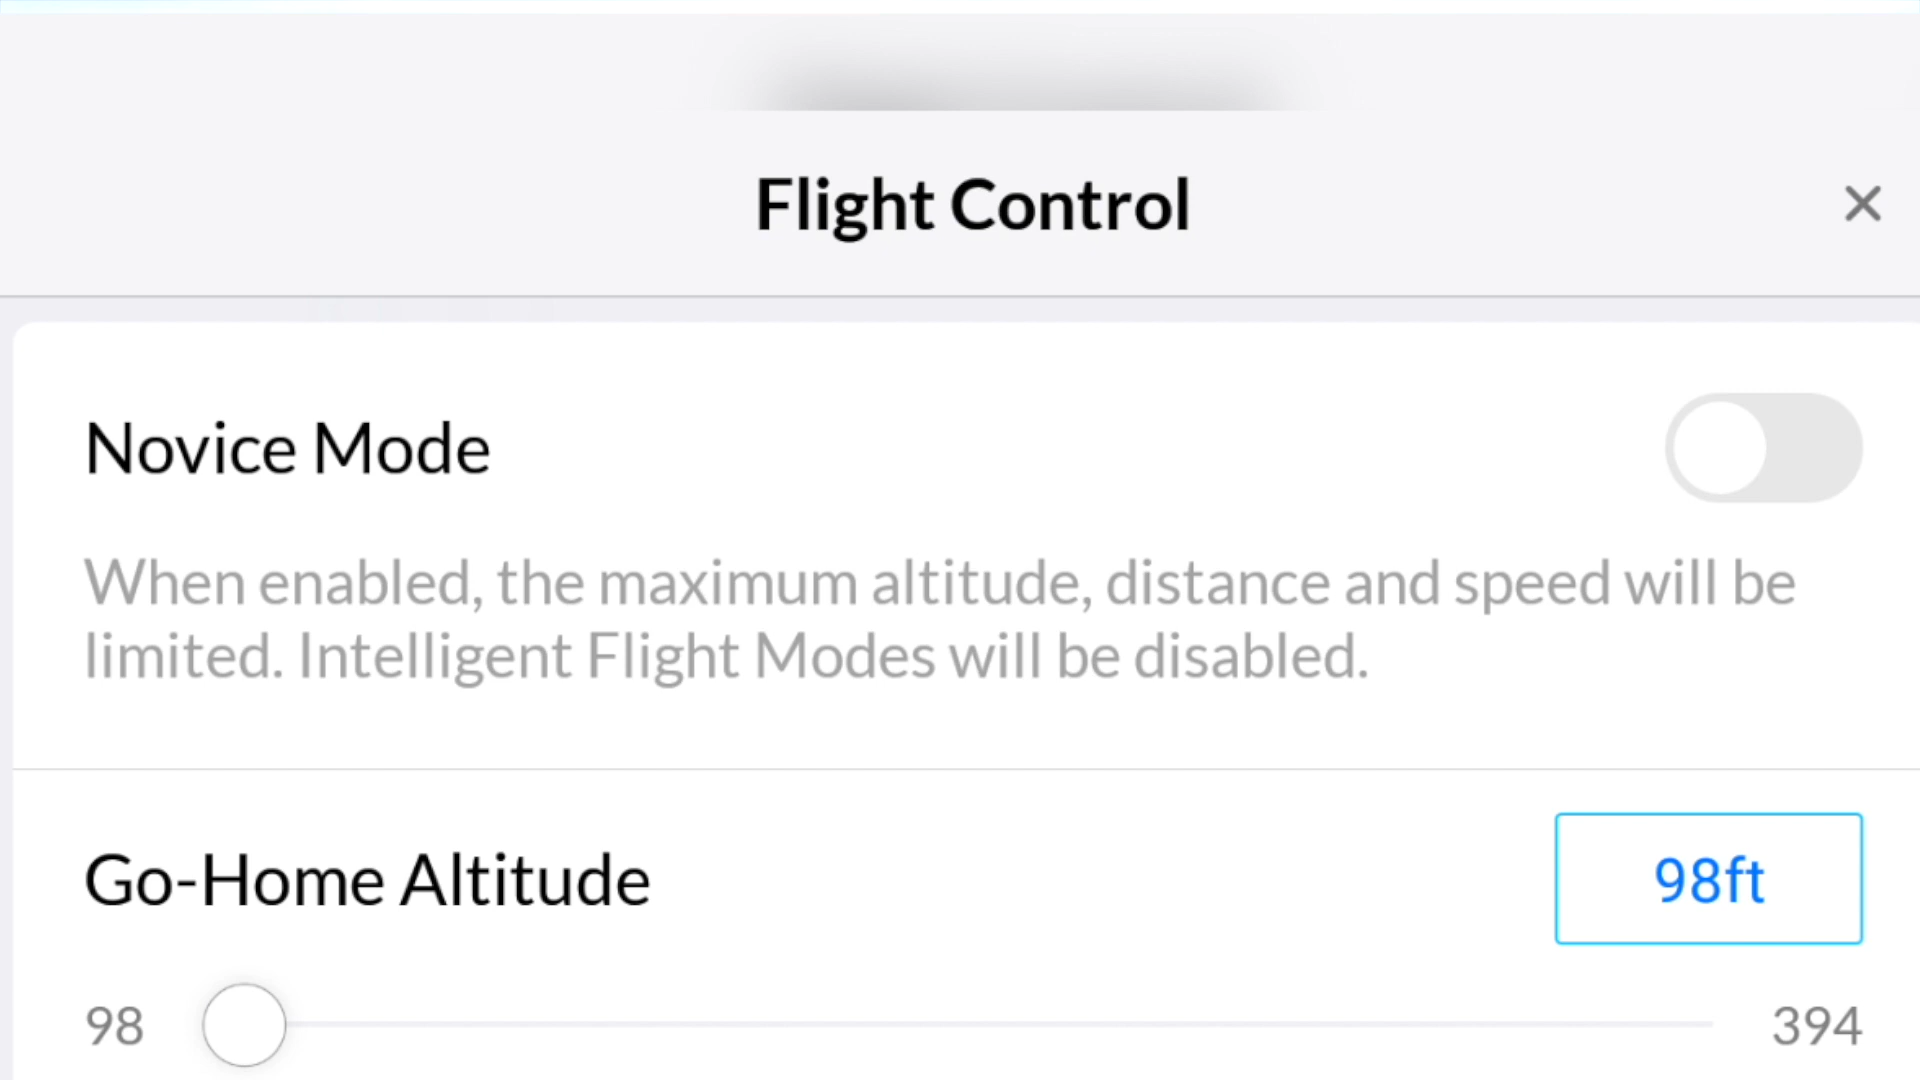 Flight Control
Novice Mode
When enabled, the maximum altitude, distance and speed will be
limited. Intelligent Flight Modes will be disabled.
Go-Home Altitude
98ft
98
394